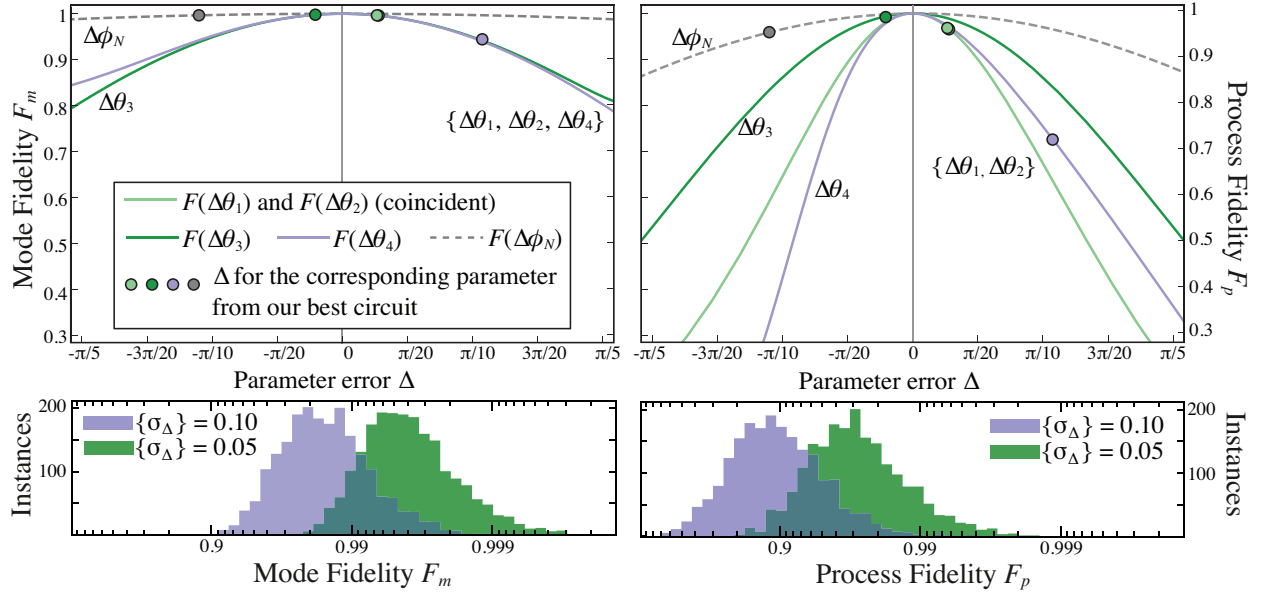 1
0.9
0.8
0.7
0.6
0.5
0.4
0.3
Mode Fidelity F_m
Δϕ_N
Δθ_3
{Δθ_1, Δθ_2, Δθ_4}
F(Δθ_1) and F(Δθ_2) (coincident)
F(Δθ_3) F(Δθ_4) F(Δϕ_N)
Δ for the corresponding parameter
from our best circuit
-π/5 -3π/20 -π/10 -π/20 0 π/20 π/10 3π/20 π/5
Parameter error Δ
1
0.9
0.8
0.7
0.6
0.5
0.4
0.3
Process Fidelity F_p
Δϕ_N
Δθ_3
Δθ_4
{Δθ_1, Δθ_2}
-π/5 -3π/20 -π/10 -π/20 0 π/20 π/10 3π/20 π/5
Parameter error Δ
Instances
200
100
{σ_Δ} = 0.10
{σ_Δ} = 0.05
0.9 0.99 0.999
Mode Fidelity F_m
{σ_Δ} = 0.10
{σ_Δ} = 0.05
200
100
0
Instances
0.9 0.99 0.999
Process Fidelity F_p